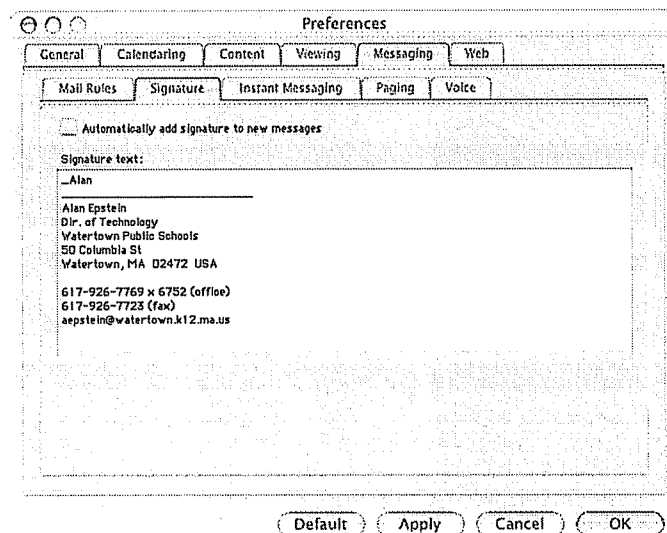 Preferences
General Calendaring Content Viewing Messaging Web
Mail Rules Signature Instant Messaging Paging Voice
Automatically add signature to new messages
Signature text:
_Alan
Alan Epstein
Dir. of Technology
Watertown Public Schools
50 Columbia St
Watertown, MA 02472 USA
617-926-7769 x 6752 (office)
617-926-7723 (fax)
aepstein@watertown.k12.ma.us
Default Apply Cancel OK